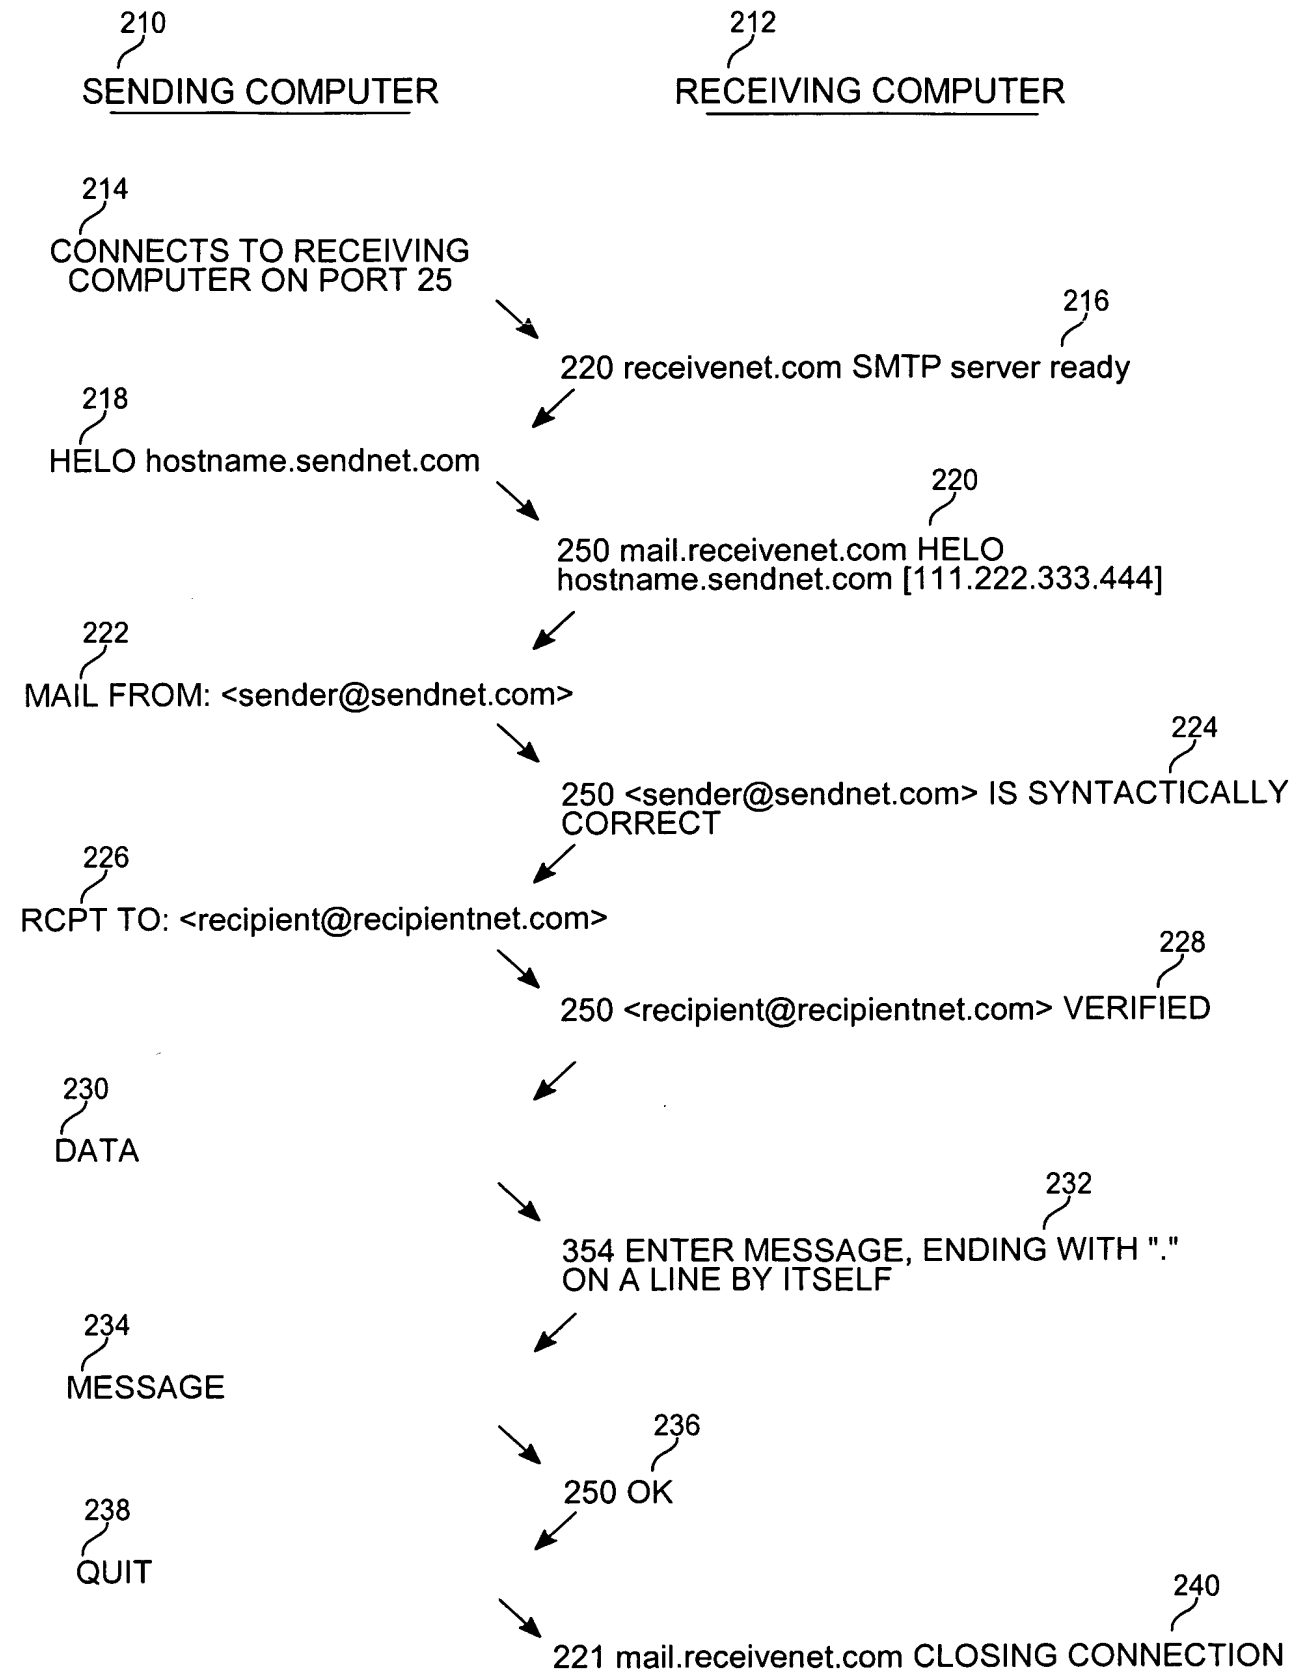 210
212
SENDING COMPUTER
RECEIVING COMPUTER
214
CONNECTS TO RECEIVING
COMPUTER ON PORT 25
216
220 receivenet.com SMTP server ready
218
HELO hostname.sendnet.com
220
250 mail.receivenet.com HELO
hostname.sendnet.com [111.222.333.444]
222
MAIL FROM: <sender@sendnet.com>
224
250 <sender@sendnet.com> IS SYNTACTICALLY
CORRECT
226
RCPT TO: <recipient@recipientnet.com>
228
250 <recipient@recipientnet.com> VERIFIED
230
DATA
232
354 ENTER MESSAGE, ENDING WITH "."
ON A LINE BY ITSELF
234
MESSAGE
236
250 OK
238
QUIT
240
221 mail.receivenet.com CLOSING CONNECTION